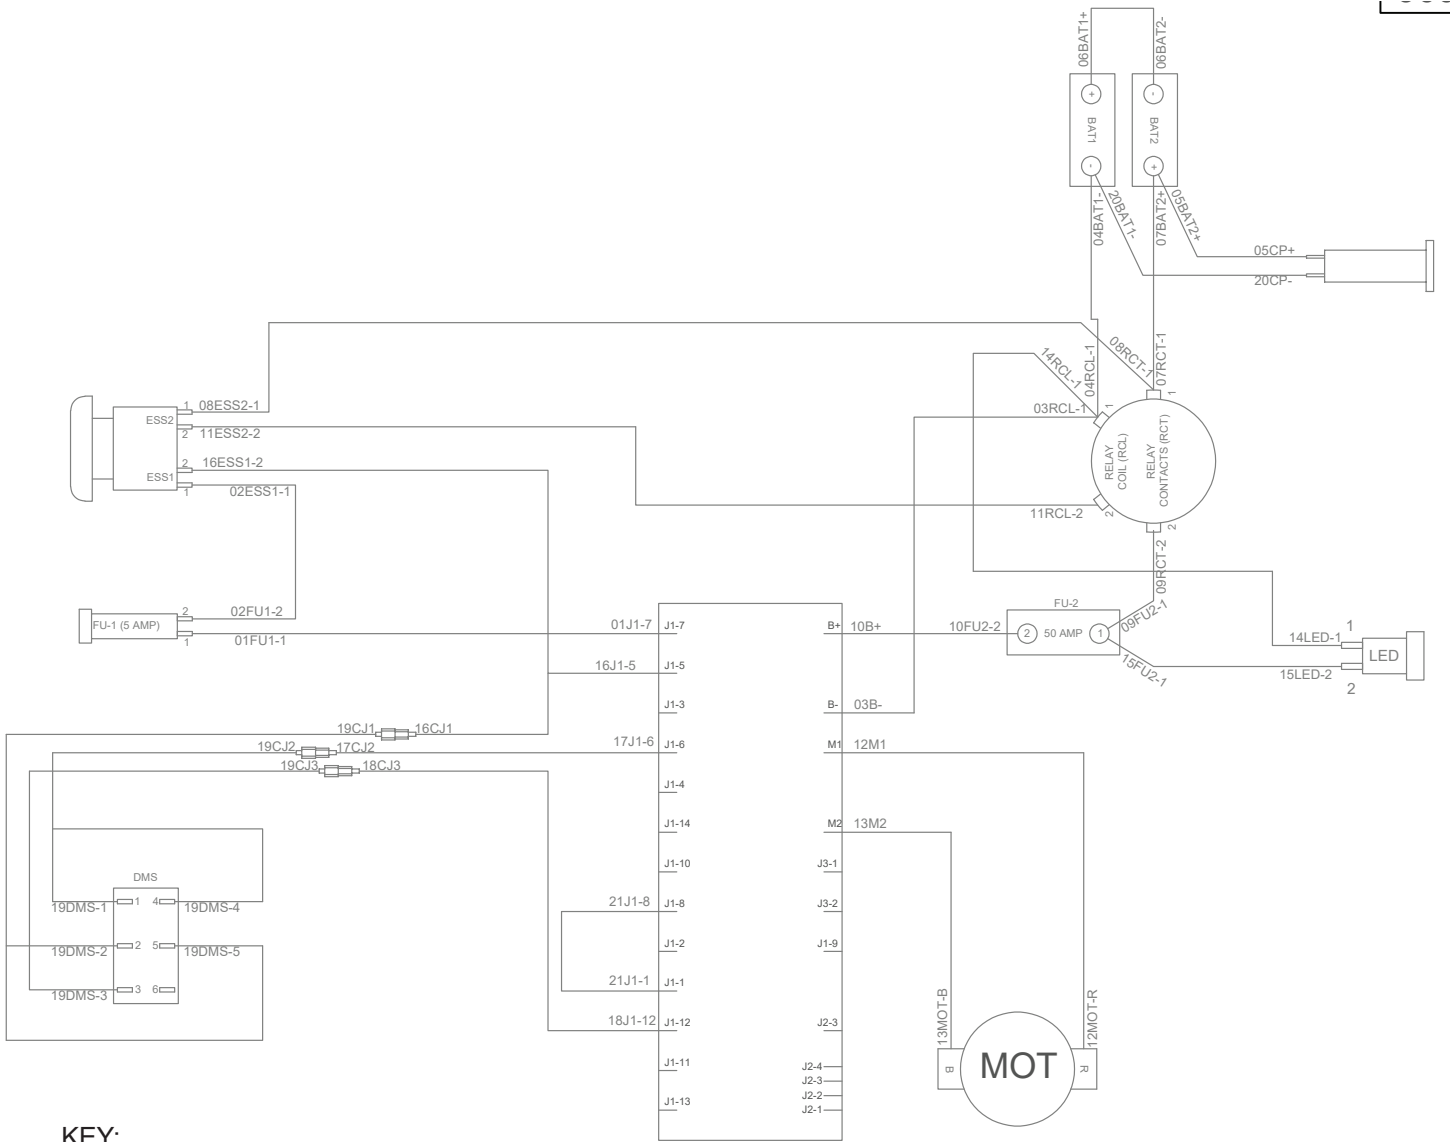 06BAT1+
06BAT2-
+
-
BAT1
BAT2
-
+
04BAT1-
20BAT1-
07BAT2+
05BAT2+
05CP+
20CP-
14RCL-1
04RCL-1
08RCT-1
07RCT-1
03RCL-1
1
1
RELAY
COIL (RCL)
RELAY
CONTACTS (RCT)
11RCL-2
2
2
09RCT-2
1
08ESS2-1
ESS2
2
11ESS2-2
2
16ESS1-2
ESS1
1
02ESS1-1
FU-1 (5 AMP)
2
02FU1-2
1
01FU1-1
FU-2
2
50 AMP
1
09FU2-1
15FU2-1
10FU2-2
10B+
B+
14LED-1
1
LED
15LED-2
2
01J1-7
J1-7
16J1-5
J1-5
J1-3
B-
03B-
17J1-6
J1-6
M1
12M1
J1-4
J1-14
M2
13M2
J1-10
J3-1
21J1-8
J1-8
J3-2
J1-2
J1-9
21J1-1
J1-1
18J1-12
J1-12
J2-3
J1-11
J2-4
J2-3
J2-2
J2-1
J1-13
19CJ1
16CJ1
19CJ2
17CJ2
19CJ3
18CJ3
DMS
19DMS-1
1
4
19DMS-4
19DMS-2
2
5
19DMS-5
19DMS-3
3
6
13MOT-B
12MOT-R
B
MOT
R
KEY: